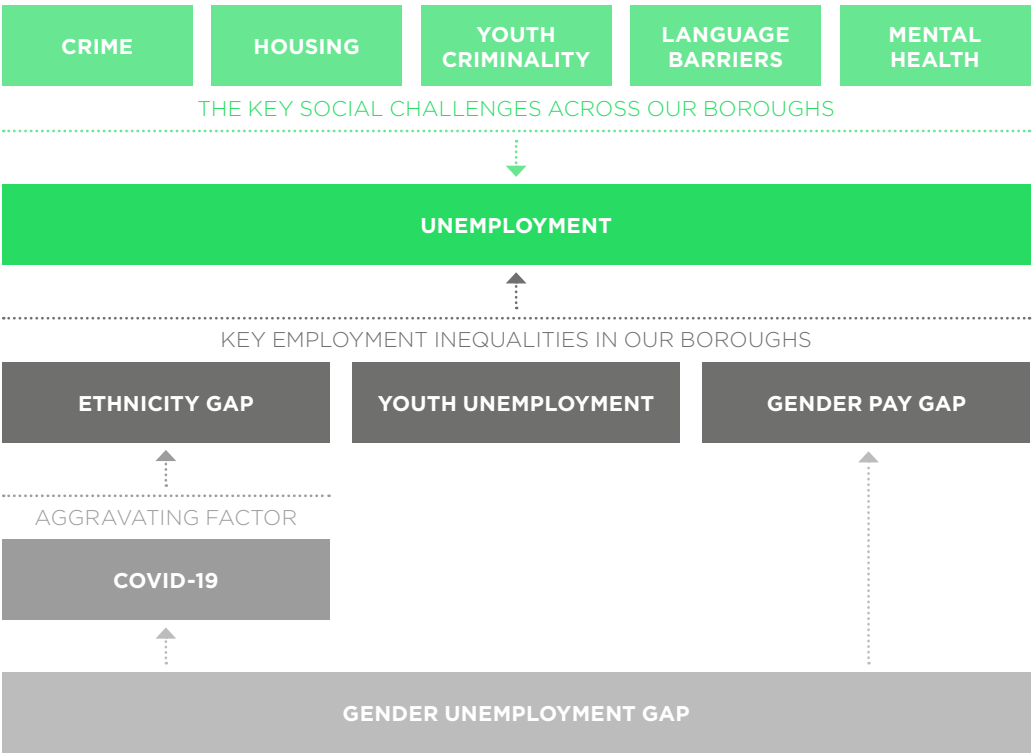 CRIME
HOUSING
YOUTH
CRIMINALITY
LANGUAGE
BARRIERS
MENTAL
HEALTH
THE KEY SOCIAL CHALLENGES ACROSS OUR BOROUGHS
UNEMPLOYMENT
KEY EMPLOYMENT INEQUALITIES IN OUR BOROUGHS
ETHNICITY GAP
YOUTH UNEMPLOYMENT
GENDER PAY GAP
AGGRAVATING FACTOR
COVID-19
GENDER UNEMPLOYMENT GAP